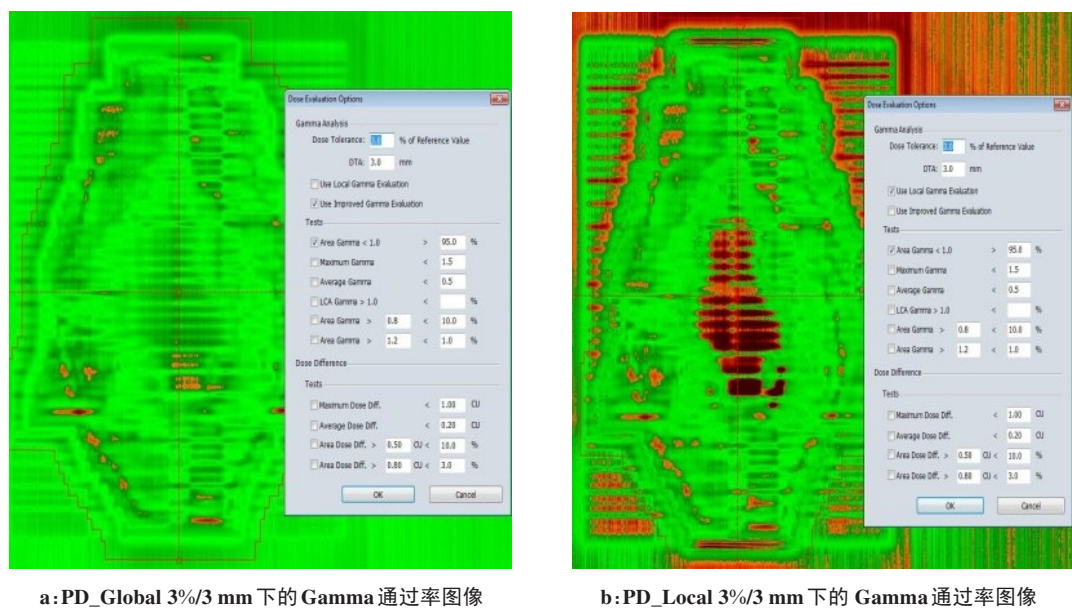 Dose Evaluation Options
Gamma Analysis
Dose Tolerance: % of Reference Value
DTA: 3.0 mm
Use Local Gamma Evaluation
Use Improved Gamma Evaluation
Tests
Area Gamma < 1.0 > 95.0 %
Maximum Gamma < 1.5
Average Gamma < 0.5
LCA Gamma > 1.0 < %
Area Gamma > 0.8 < 10.0 %
Area Gamma > 1.2 < 1.0 %
Dose Difference
Tests
Maximum Dose Diff. < 1.00 CU
Average Dose Diff. < 0.20 CU
Area Dose Diff. > 0.50 CU < 10.0 %
Area Dose Diff. > 0.80 CU < 3.0 %
OK Cancel
a:PD_Global 3%/3 mm下的Gamma通过率图像
Dose Evaluation Options
Gamma Analysis
Dose Tolerance: % of Reference Value
DTA: 3.0 mm
Use Local Gamma Evaluation
Use Improved Gamma Evaluation
Tests
Area Gamma < 1.0 > 95.0 %
Maximum Gamma < 1.5
Average Gamma < 0.5
LCA Gamma > 1.0 < %
Area Gamma > 0.8 < 10.0 %
Area Gamma > 1.2 < 1.0 %
Dose Difference
Tests
Maximum Dose Diff. < 1.00 CU
Average Dose Diff. < 0.20 CU
Area Dose Diff. > 0.50 CU < 10.0 %
Area Dose Diff. > 0.80 CU < 3.0 %
OK Cancel
b:PD_Local 3%/3 mm下的 Gamma通过率图像